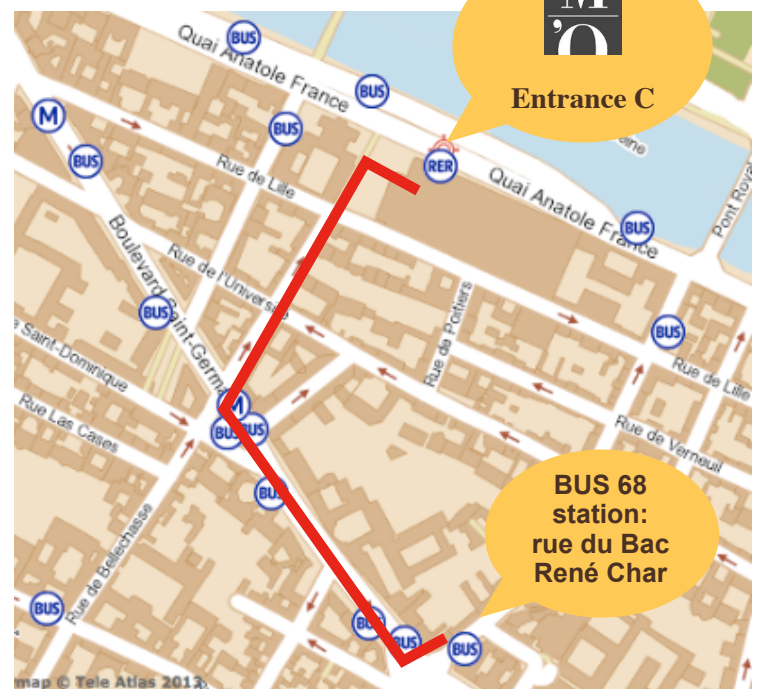 M
'O
Entrance C
BUS
Quai Anatole France
BUS
M
BUS
BUS
RER
Rue de Lille
Quai Anatole France
BUS
Pont Royal
Boulevard Saint-Germain
Rue de l'Université
BUS
Rue de Poitiers
BUS
Rue de Lille
Saint-Dominique
Rue Las Cases
M
BUS
BUS
BUS
Rue de Verneuil
BUS 68
station:
rue du Bac
René Char
Rue de Bellechasse
BUS
BUS
BUS
BUS
map © Tele Atlas 2013